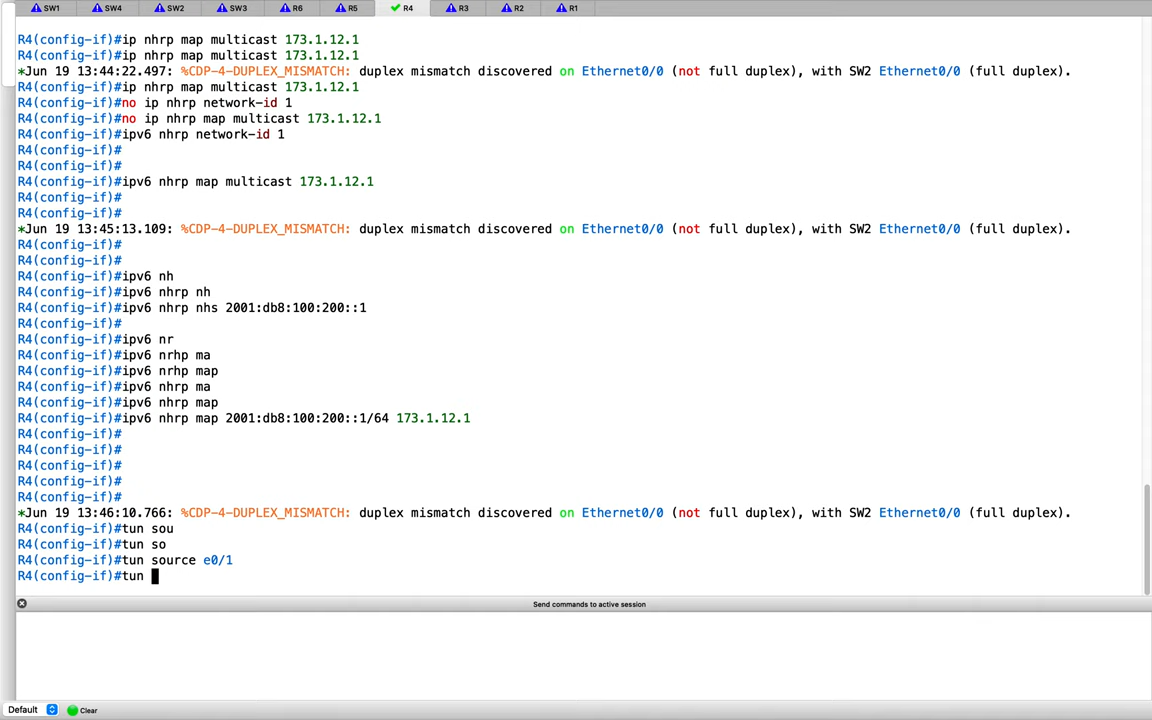 SW1 SW4 SW2 SW3 R6 R5 R4 R3 R2 R1
R4(config-if)#ip nhrp map multicast 173.1.12.1
R4(config-if)#ip nhrp map multicast 173.1.12.1
*Jun 19 13:44:22.497: %CDP-4-DUPLEX_MISMATCH: duplex mismatch discovered on Ethernet0/0 (not full duplex), with SW2 Ethernet0/0 (full duplex).
R4(config-if)#ip nhrp map multicast 173.1.12.1
R4(config-if)#no ip nhrp network-id 1
R4(config-if)#no ip nhrp map multicast 173.1.12.1
R4(config-if)#ipv6 nhrp network-id 1
R4(config-if)#
R4(config-if)#
R4(config-if)#ipv6 nhrp map multicast 173.1.12.1
R4(config-if)#
R4(config-if)#
*Jun 19 13:45:13.109: %CDP-4-DUPLEX_MISMATCH: duplex mismatch discovered on Ethernet0/0 (not full duplex), with SW2 Ethernet0/0 (full duplex).
R4(config-if)#
R4(config-if)#
R4(config-if)#ipv6 nh
R4(config-if)#ipv6 nhrp nh
R4(config-if)#ipv6 nhrp nhs 2001:db8:100:200::1
R4(config-if)#
R4(config-if)#ipv6 nr
R4(config-if)#ipv6 nrhp ma
R4(config-if)#ipv6 nrhp map
R4(config-if)#ipv6 nhrp ma
R4(config-if)#ipv6 nhrp map
R4(config-if)#ipv6 nhrp map 2001:db8:100:200::1/64 173.1.12.1
R4(config-if)#
R4(config-if)#
R4(config-if)#
R4(config-if)#
R4(config-if)#
*Jun 19 13:46:10.766: %CDP-4-DUPLEX_MISMATCH: duplex mismatch discovered on Ethernet0/0 (not full duplex), with SW2 Ethernet0/0 (full duplex).
R4(config-if)#tun sou
R4(config-if)#tun so
R4(config-if)#tun source e0/1
R4(config-if)#tun
Send commands to active session
Default Clear